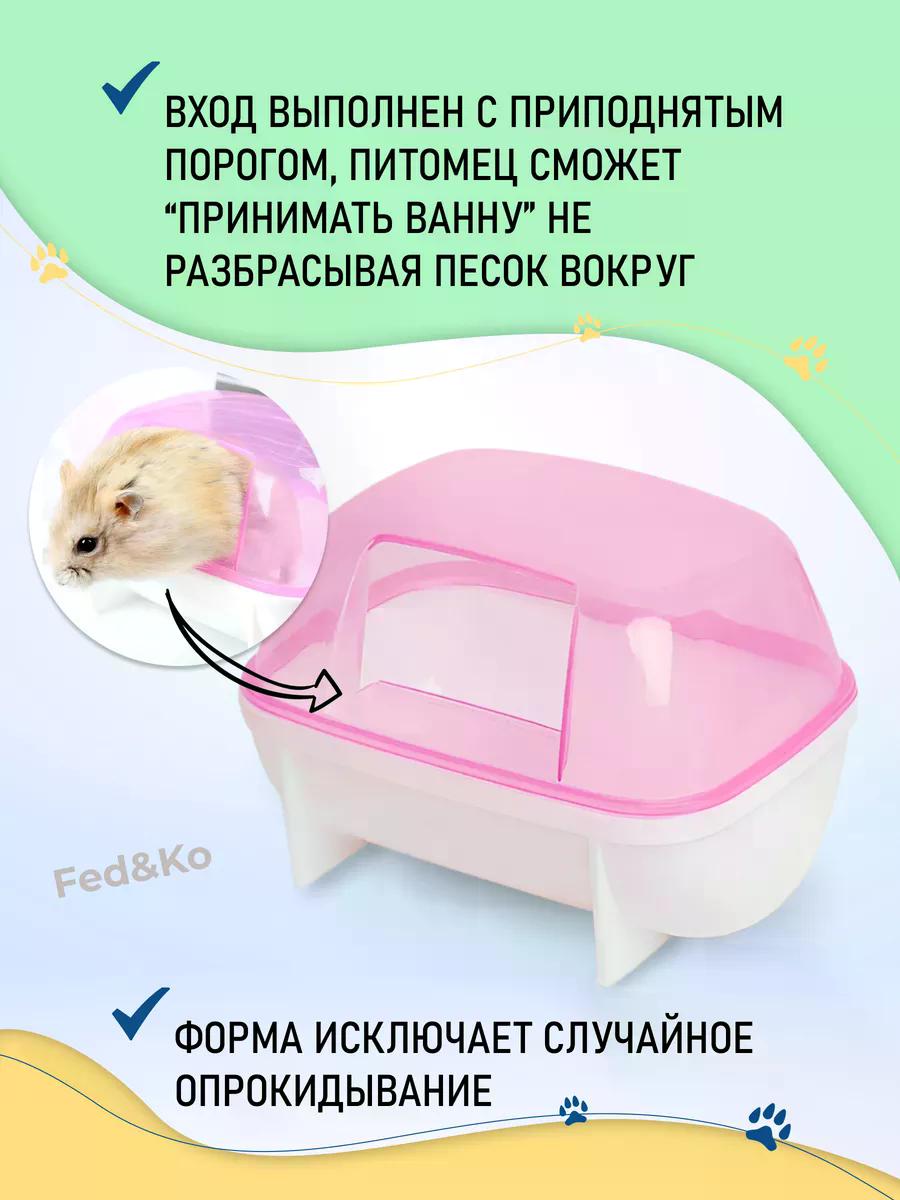 ВХОД ВЫПОЛНЕН С ПРИПОДНЯТЫМ
ПОРОГОМ, ПИТОМЕЦ СМОЖЕТ
“ПРИНИМАТЬ ВАННУ” НЕ
РАЗБРАСЫВАЯ ПЕСОК ВОКРУГ
Fed&Ko
ФОРМА ИСКЛЮЧАЕТ СЛУЧАЙНОЕ
ОПРОКИДЫВАНИЕ